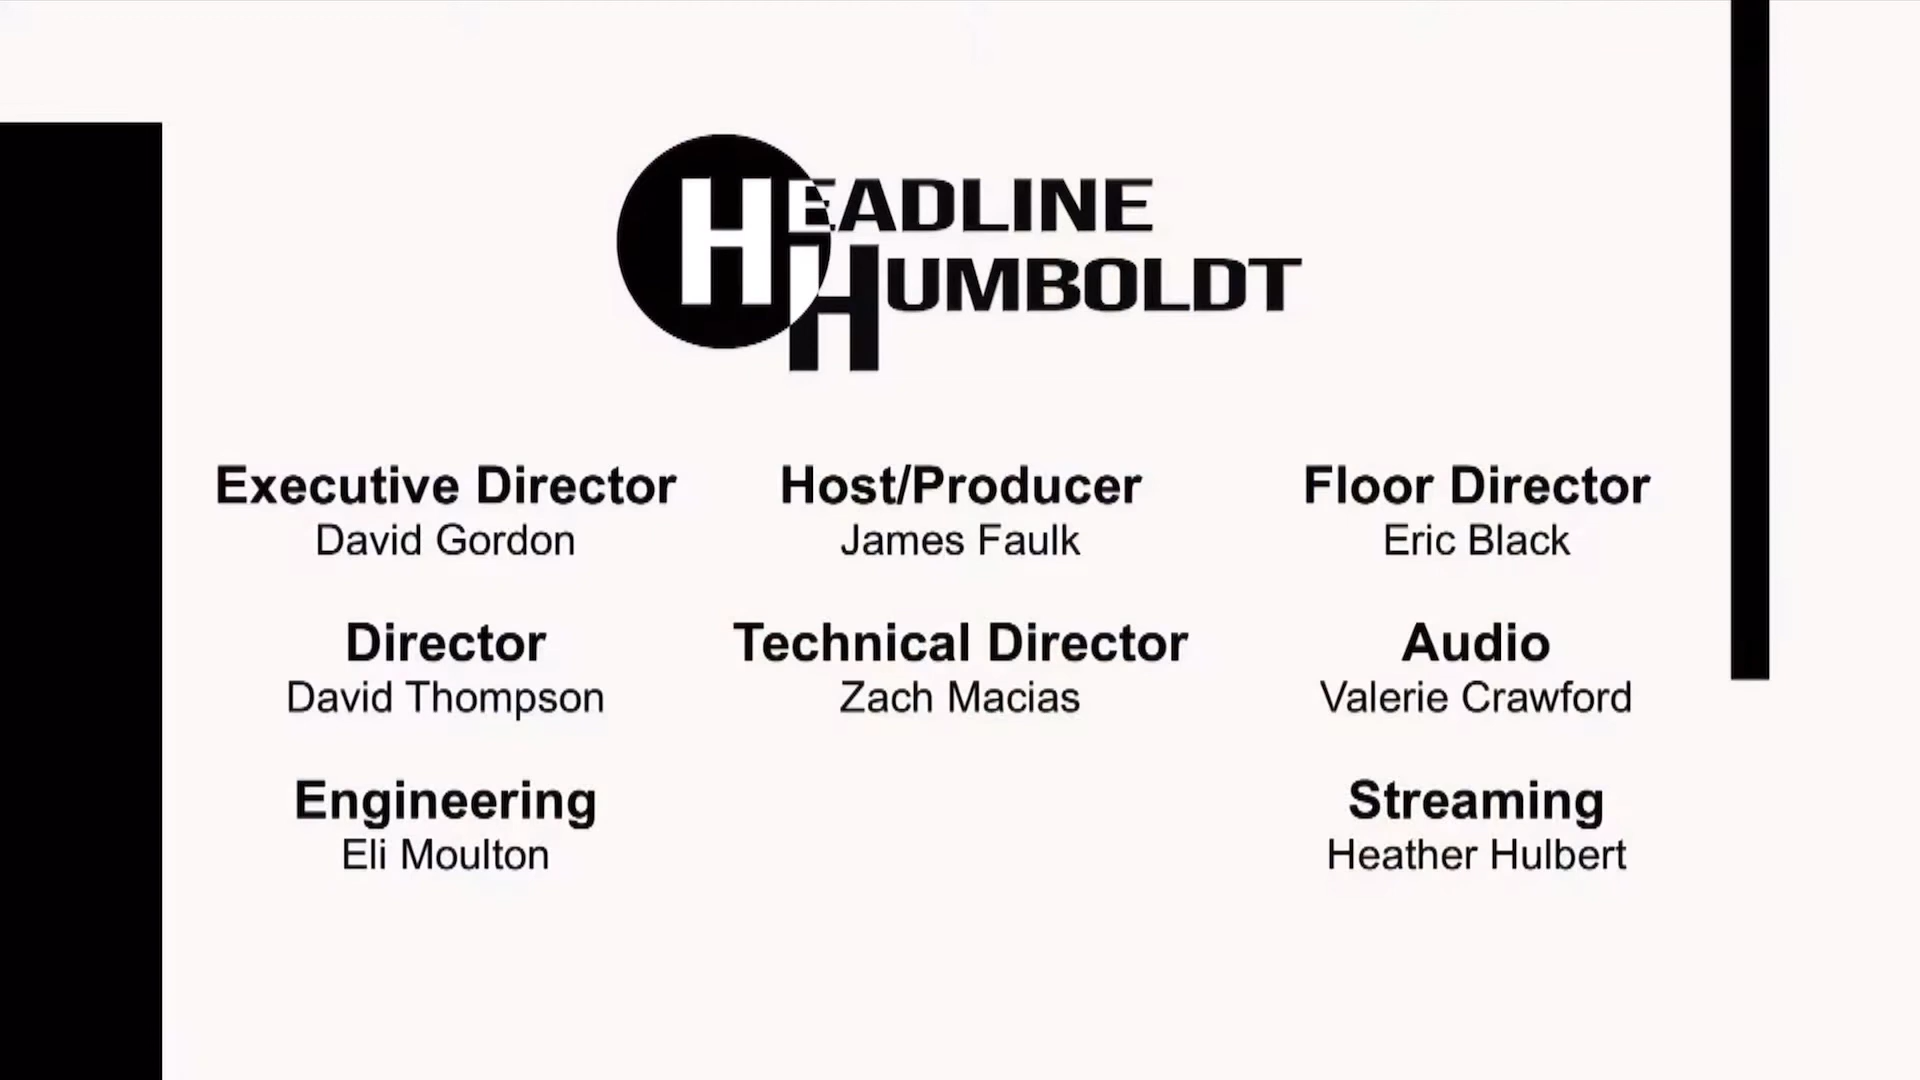 HEADLINE
HUMBOLDT
Executive Director
David Gordon
Host/Producer
James Faulk
Floor Director
Eric Black
Director
David Thompson
Technical Director
Zach Macias
Audio
Valerie Crawford
Engineering
Eli Moulton
Streaming
Heather Hulbert